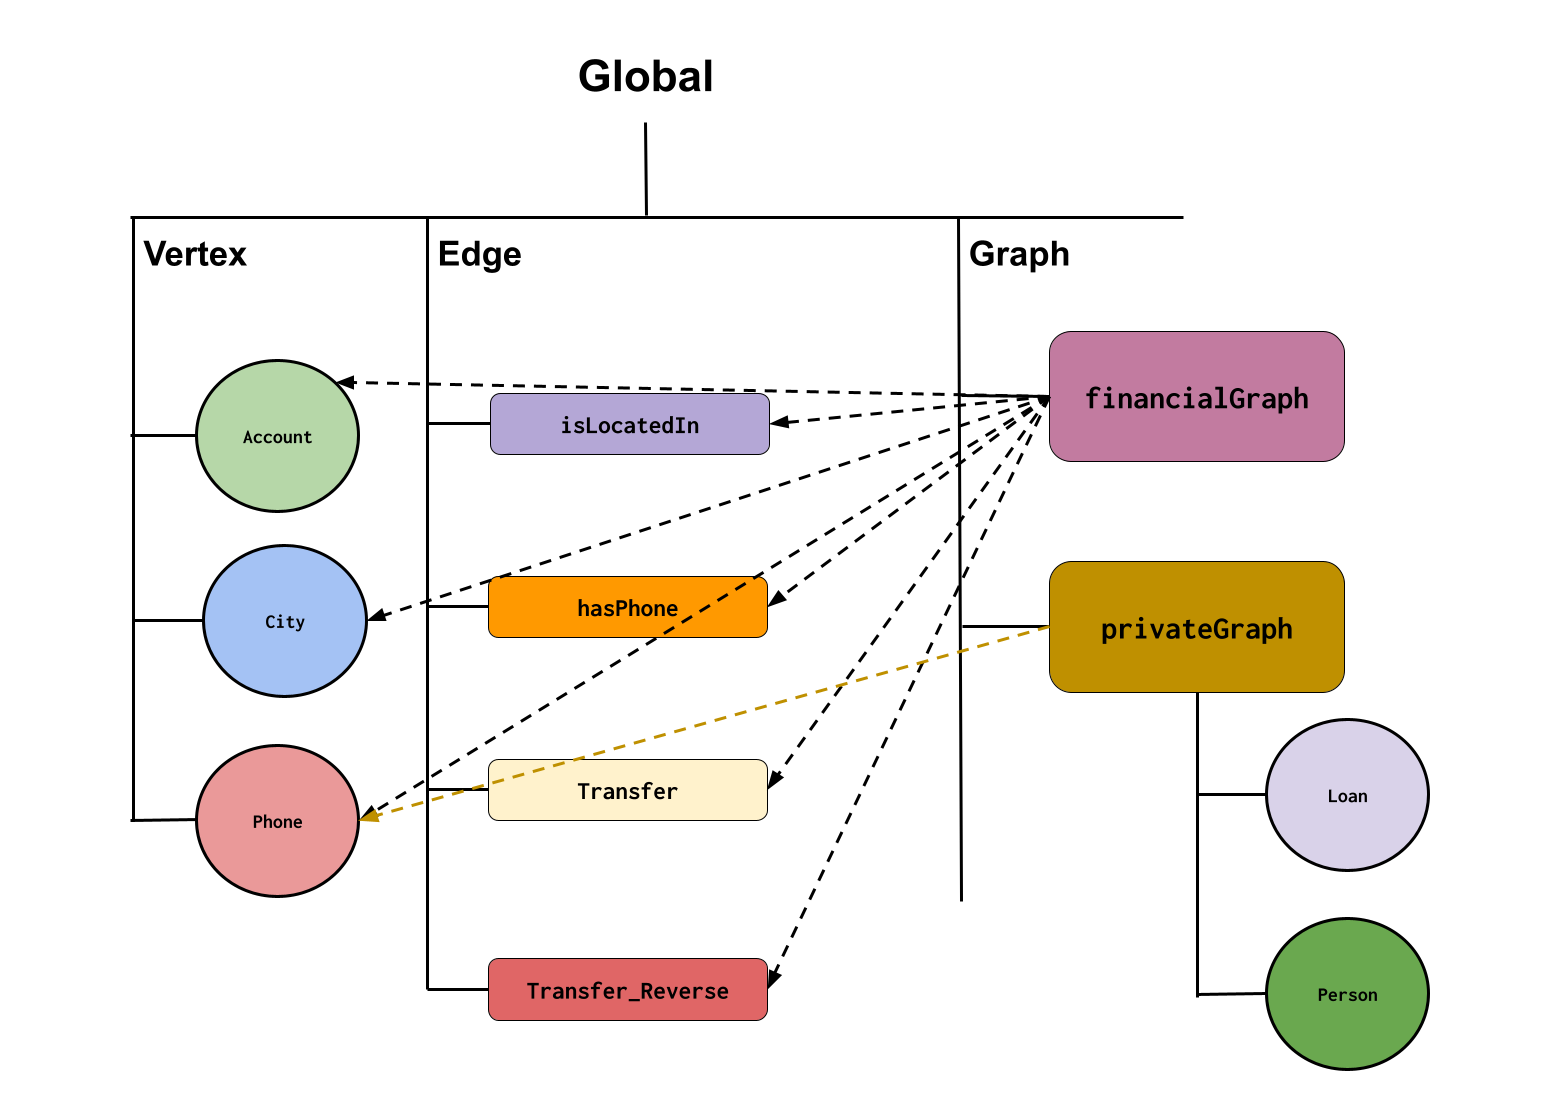 Global
Vertex
Edge
Graph
Account
City
Phone
isLocatedIn
hasPhone
Transfer
Transfer_Reverse
financialGraph
privateGraph
Loan
Person